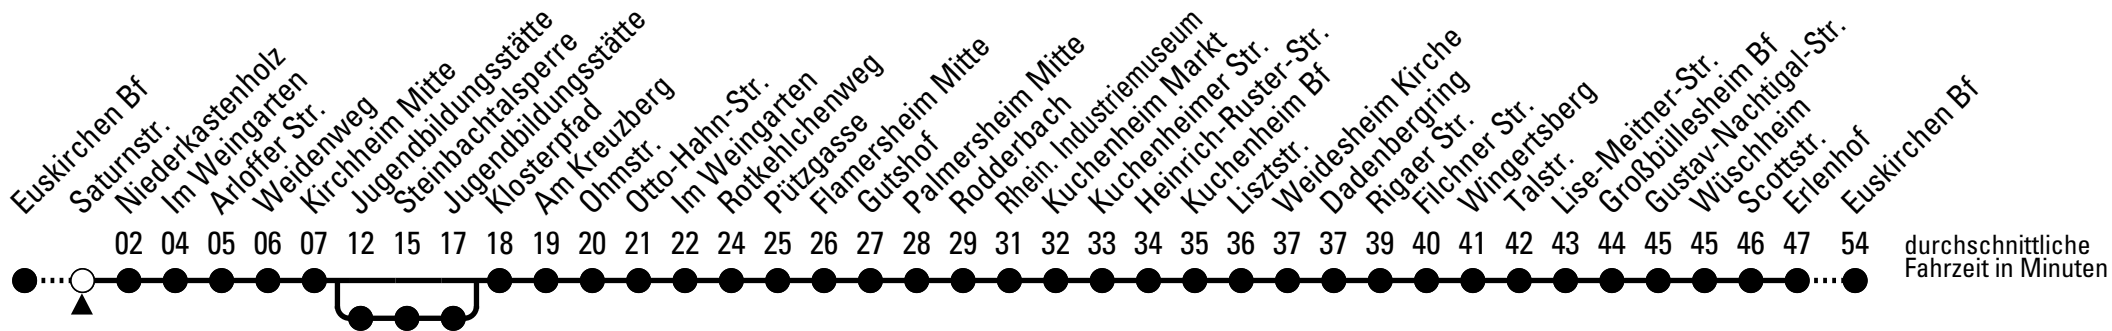 Euskirchen Bf
Saturnstr.
Niederkastenholz
Im Weingarten
Arloffer Str.
Weidenweg
Kirchheim Mitte
Jugendbildungsstätte
Steinbachtalsperre
Jugendbildungsstätte
Klosterpfad
Am Kreuzberg
Ohmstr.
Otto-Hahn-Str.
Im Weingarten
Rotkehlchenweg
Pützgasse
Flamersheim Mitte
Gutshof
Palmersheim Mitte
Rodderbach
Rhein. Industriemuseum
Kuchenheim Markt
Kuchenheimer Str.
Heinrich-Ruster-Str.
Kuchenheim Bf
Lisztstr.
Weidesheim Kirche
Dadenbergring
Rigaer Str.
Filchner Str.
Wingertsberg
Talstr.
Lise-Meitner-Str.
Großbüllesheim Bf
Gustav-Nachtigal-Str.
Wüschheim
Scottstr.
Erlenhof
Euskirchen Bf
02 04 05 06 07 12 15 17 18 19 20 21 22 24 25 26 27 28 29 31 32 33 34 35 36 37 37 39 40 41 42 43 44 45 45 46 47 54
durchschnittliche
Fahrzeit in Minuten